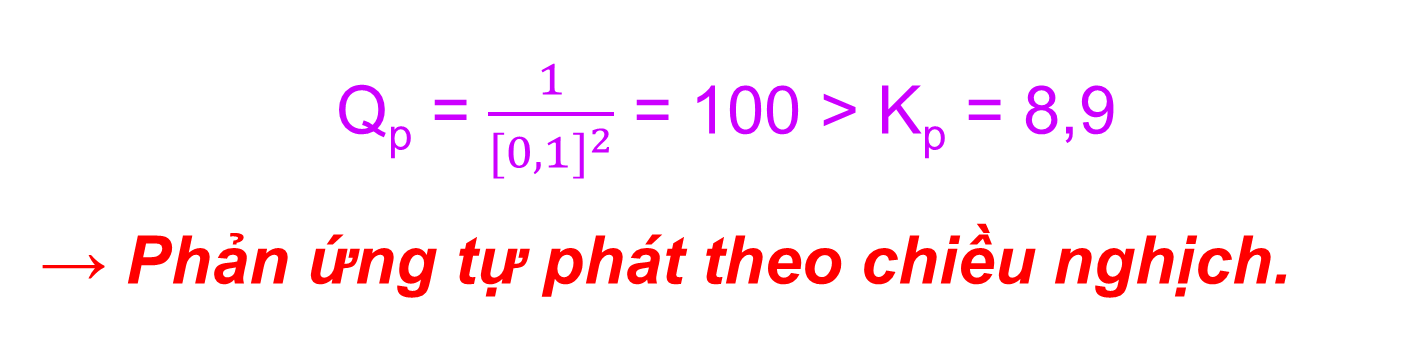 Qₚ = 1/[0,1]² = 100 > Kₚ = 8,9
→ Phản ứng tự phát theo chiều nghịch.